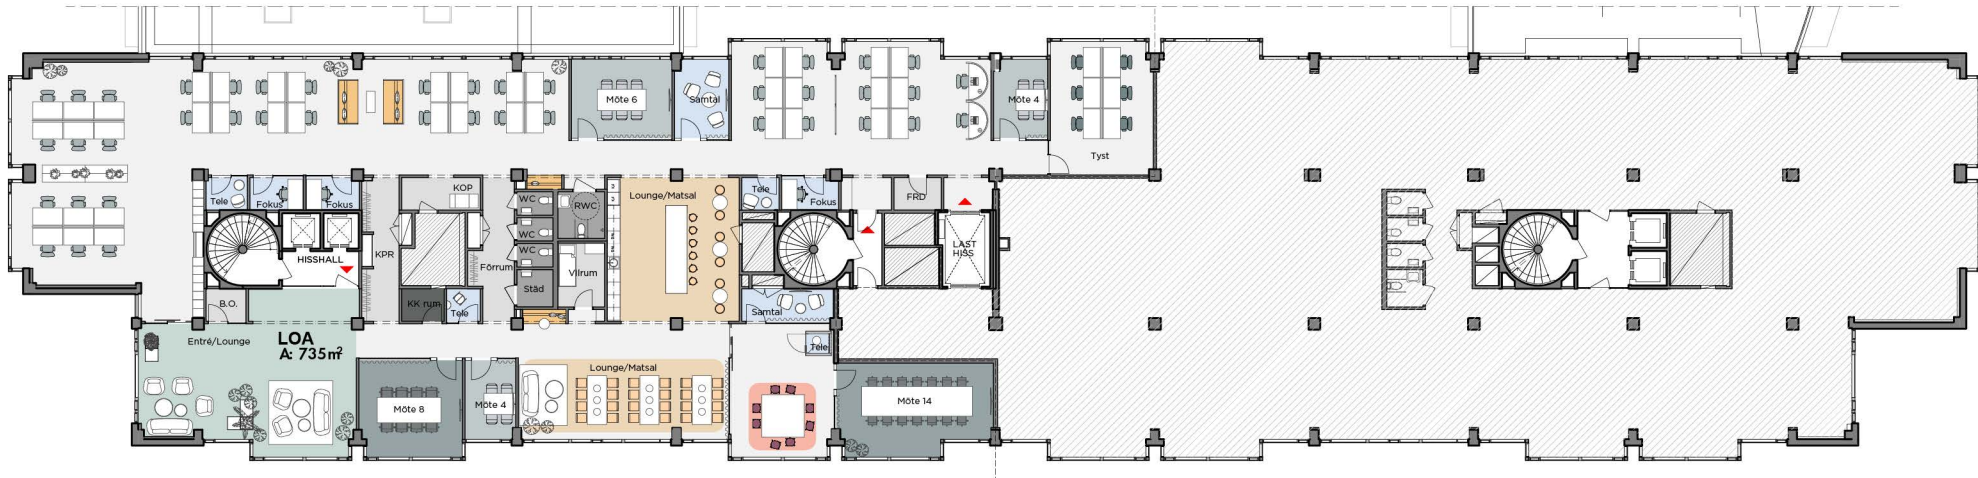 Möte 6
Samtal
Möte 4
Tyst
Tele
Fokus
Fokus
KOP
WC
WC
WC
RWC
Lounge/Matsal
Tele
Fokus
FRD
HISSHALL
KPR
Förrum
Städ
Vilrum
LAST
HISS
B.O.
KK rum
Tele
Samtal
Entré/Lounge
LOA
A: 735m²
Tele
Lounge/Matsal
Möte 8
Möte 4
Möte 14